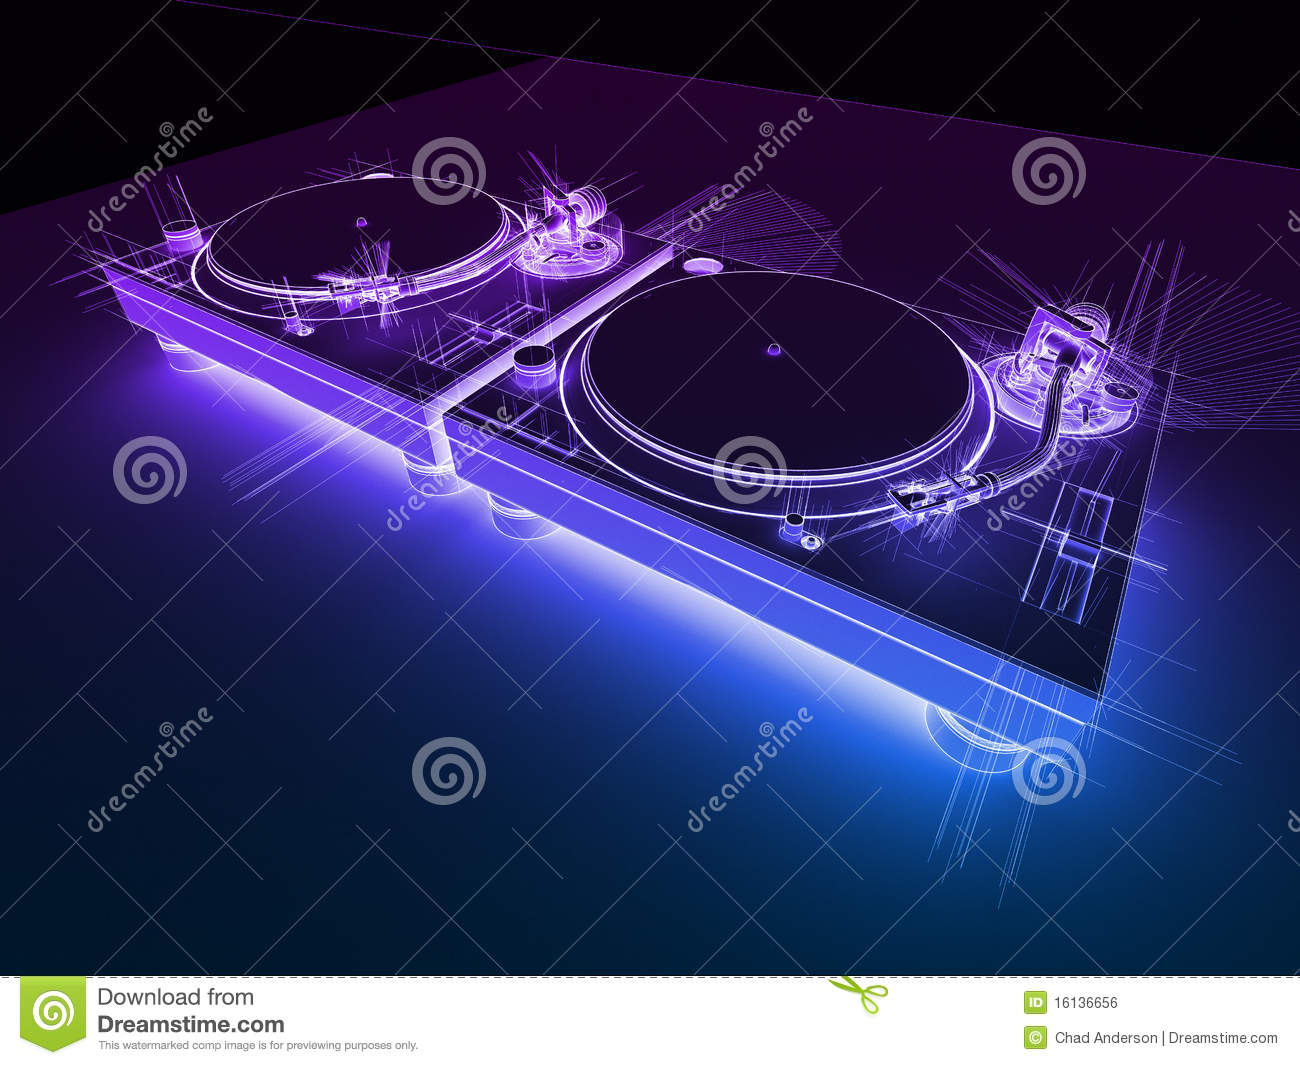 dreamstime
dreamstime
dreamstime
dreamstime
dreamstime
dreamstime
Download from
Dreamstime.com
This watermarked comp image is for previewing purposes only.
ID 16136656
© Chad Anderson | Dreamstime.com